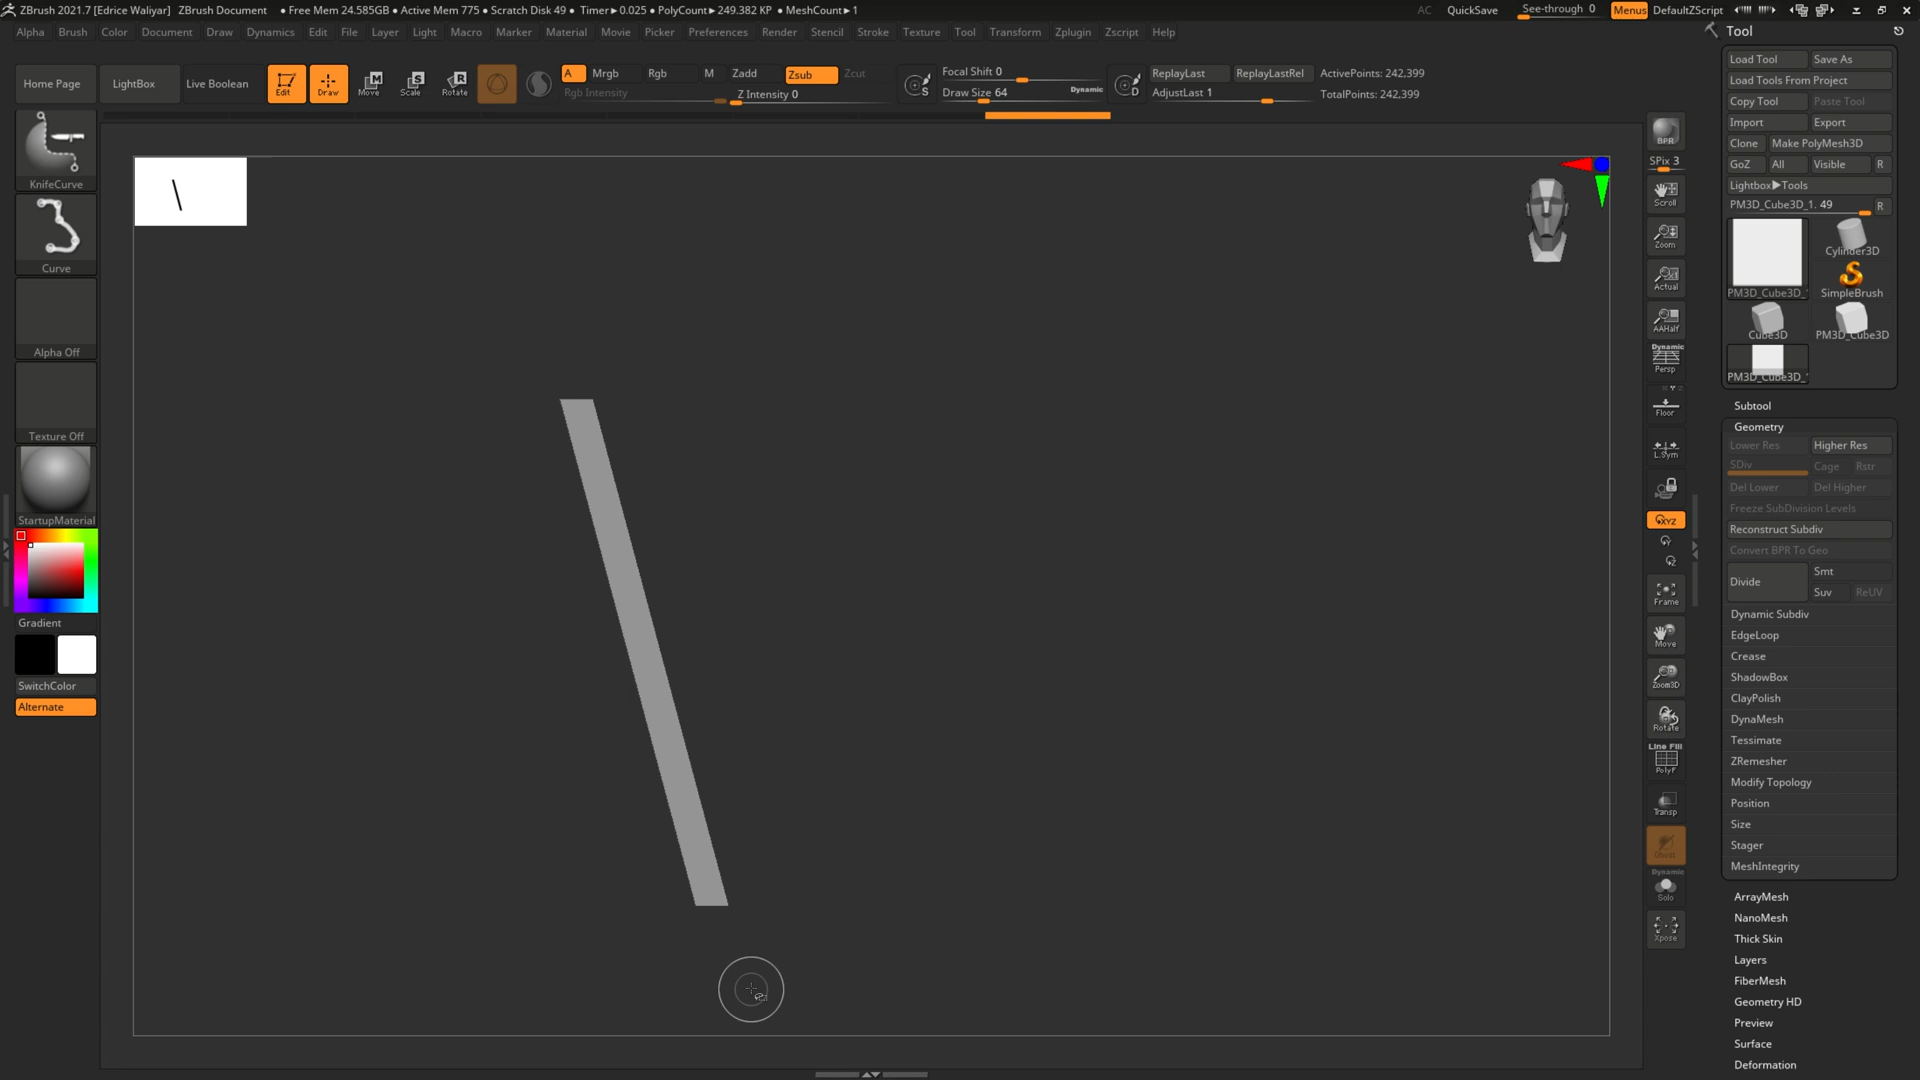 ZBrush 2021.7 [Edrice Waliyar] ZBrush Document • Free Mem 24.585GB • Active Mem 775 • Scratch Disk 49 • Timer▸0.025 • PolyCount▸249.382 KP • MeshCount▸1 AC QuickSave See-through 0 Menus DefaultZScript
Alpha Brush Color Document Draw Dynamics Edit File Layer Light Macro Marker Material Movie Picker Preferences Render Stencil Stroke Texture Tool Transform Zplugin Zscript Help
Home Page LightBox Live Boolean Edit Draw Move Scale Rotate
A Mrgb Rgb M Zadd Zsub Zcut
Rgb Intensity Z Intensity 0
Focal Shift 0
Draw Size 64 Dynamic
ReplayLast ReplayLastRel ActivePoints: 242,399
AdjustLast 1 TotalPoints: 242,399
KnifeCurve
Curve
Alpha Off
Texture Off
StartupMaterial
Gradient
SwitchColor
Alternate
BPR
SPix 3
Scroll
Zoom
Actual
AAHalf
Dynamic
Persp
Floor
L.Sym
XYZ
Y
Z
Frame
Move
Zoom3D
Rotate
Line Fill
PolyF
Transp
Ghost
Dynamic
Solo
Xpose
Tool
Load Tool Save As
Load Tools From Project
Copy Tool Paste Tool
Import Export
Clone Make PolyMesh3D
GoZ All Visible R
Lightbox▸Tools
PM3D_Cube3D_1. 49 R
Cylinder3D
PM3D_Cube3D_ SimpleBrush
Cube3D PM3D_Cube3D
PM3D_Cube3D_
Subtool
Geometry
Lower Res Higher Res
SDiv Cage Rstr
Del Lower Del Higher
Freeze SubDivision Levels
Reconstruct Subdiv
Convert BPR To Geo
Divide Smt
Suv ReUV
Dynamic Subdiv
EdgeLoop
Crease
ShadowBox
ClayPolish
DynaMesh
Tessimate
ZRemesher
Modify Topology
Position
Size
Stager
MeshIntegrity
ArrayMesh
NanoMesh
Thick Skin
Layers
FiberMesh
Geometry HD
Preview
Surface
Deformation